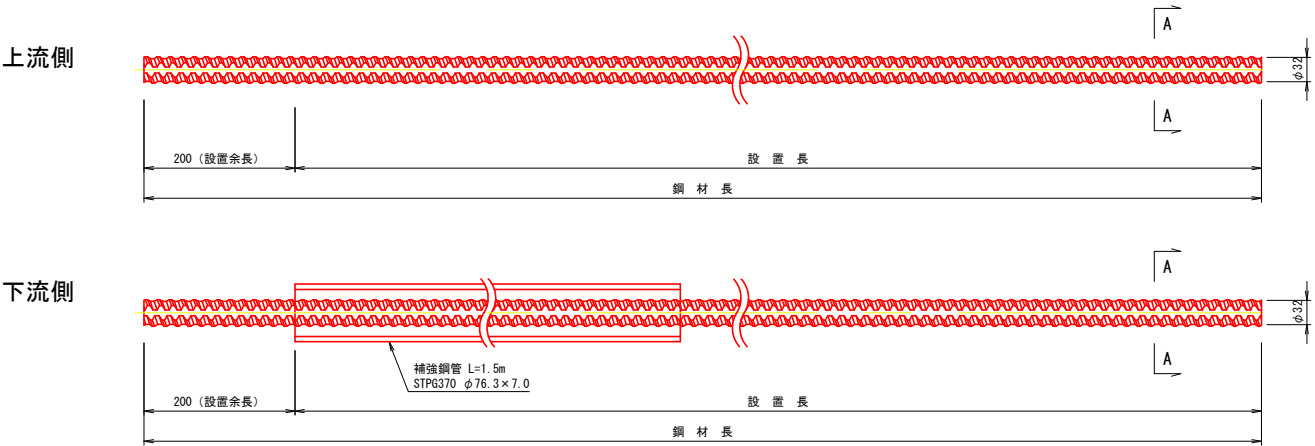 上流側
A
φ32
A
200（設置余長）
設 置 長
鋼 材 長
下流側
A
φ32
補強鋼管 L=1.5m
STPG370 φ76.3×7.0
A
200（設置余長）
設 置 長
鋼 材 長